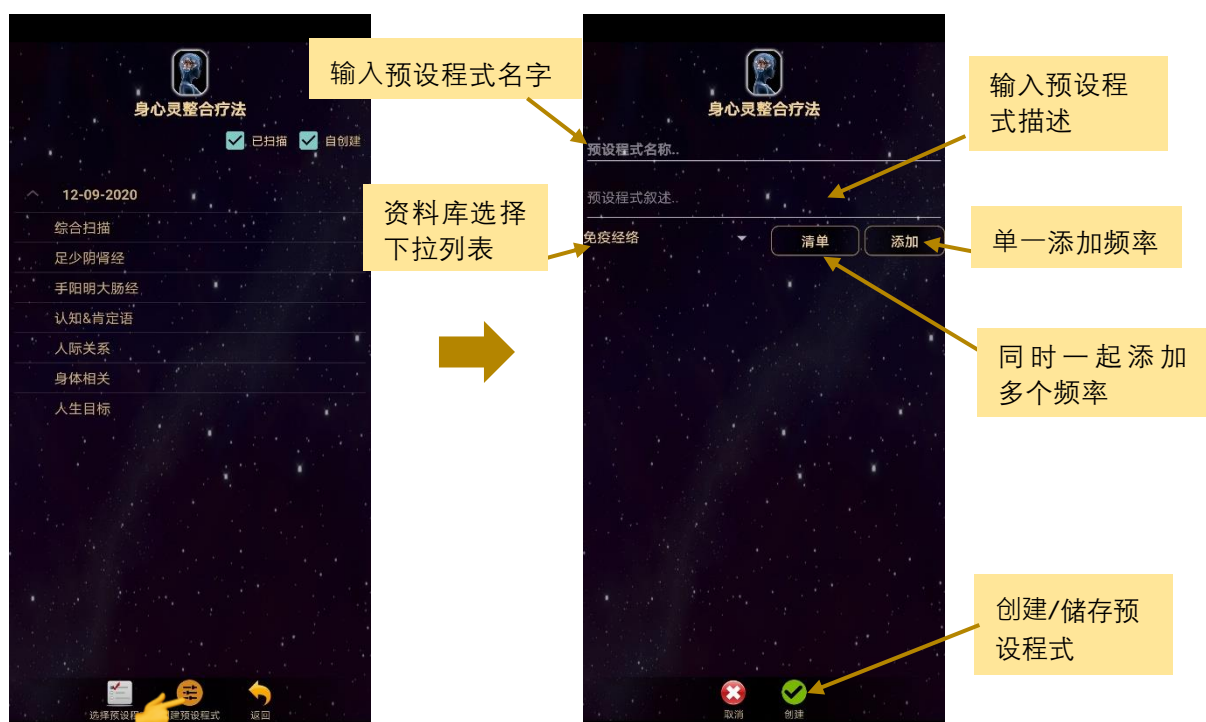 身心灵整合疗法
已扫描 自创建
12-09-2020
综合扫描
足少阴肾经
手阳明大肠经
认知&肯定语
人际关系
身体相关
人生目标
选择预设程
建预设程式
返回
输入预设程式名字
资料库选择
下拉列表
身心灵整合疗法
预设程式名称..
预设程式叙述..
免疫经络
清单
添加
取消
创建
输入预设程
式描述
单一添加频率
同时一起添加
多个频率
创建/储存预
设程式